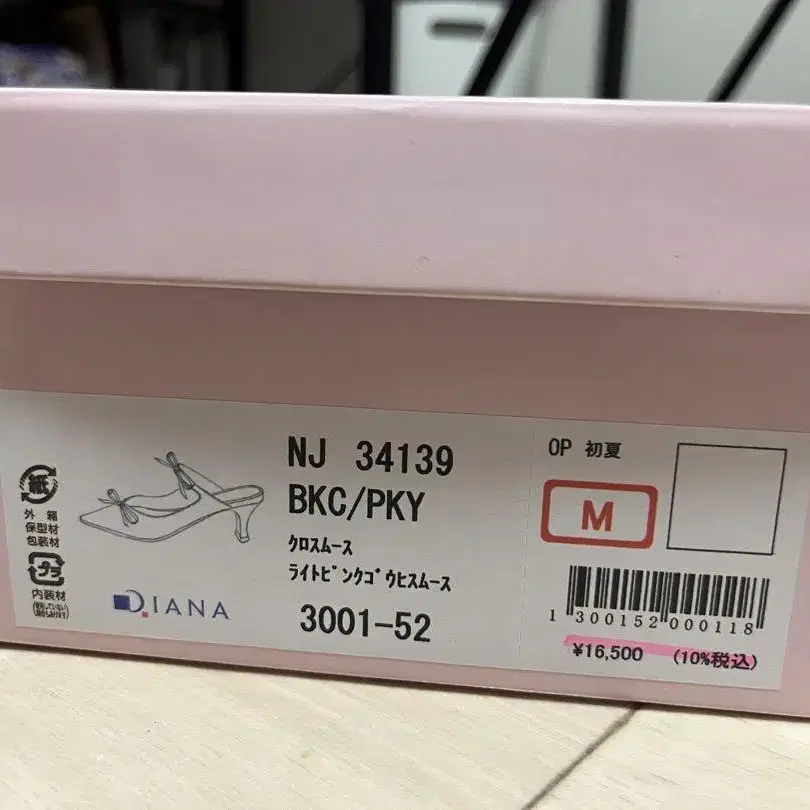 紙
外 箱
保型材
包装材
プラ
内装材
DIANA
NJ 34139
BKC/PKY
クロスムース
ライトピンクゴウヒスムース
3001-52
OP 初夏
M
1 300152 000118
¥16,500 (10%税込)